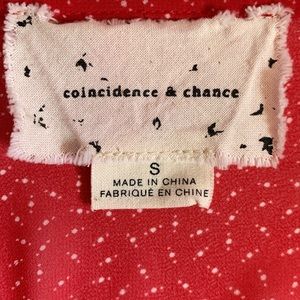 coincidence & chance
S
MADE IN CHINA
FABRIQUÉ EN CHINE